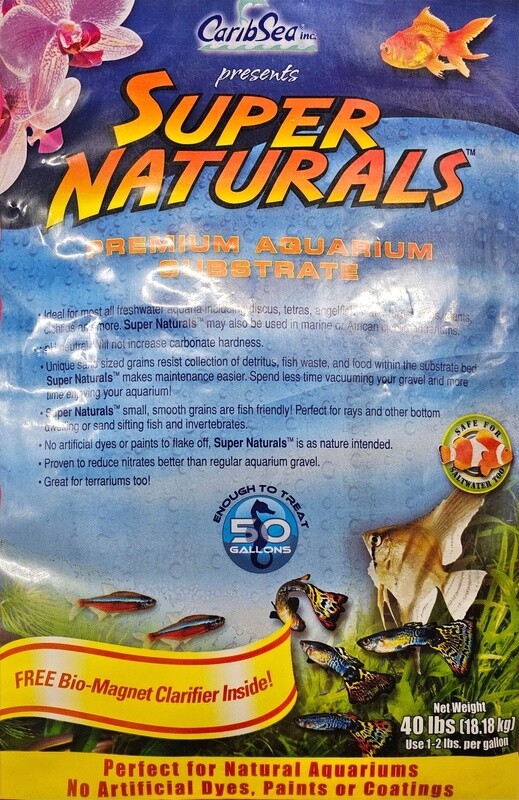 CaribSea inc.
presents
SUPER
NATURALS™
PREMIUM AQUARIUM
SUBSTRATE
• Ideal for most all freshwater aquaria including discus, tetras, angelfish, plants,
cichlids and more. Super Naturals™ may also be used in marine or African cichlid aquariums.
• pH neutral, will not increase carbonate hardness.
• Unique sand sized grains resist collection of detritus, fish waste, and food within the substrate bed
Super Naturals™ makes maintenance easier. Spend less time vacuuming your gravel and more
time enjoying your aquarium!
• Super Naturals™ small, smooth grains are fish friendly! Perfect for rays and other bottom
dwelling or sand sifting fish and invertebrates.
• No artificial dyes or paints to flake off, Super Naturals™ is as nature intended.
• Proven to reduce nitrates better than regular aquarium gravel.
• Great for terrariums too!
SAFE FOR
SALTWATER TOO!
ENOUGH TO TREAT
50
GALLONS
FREE Bio-Magnet Clarifier Inside!
Net Weight
40 lbs (18.18 kg)
Use 1-2 lbs. per gallon
Perfect for Natural Aquariums
No Artificial Dyes, Paints or Coatings